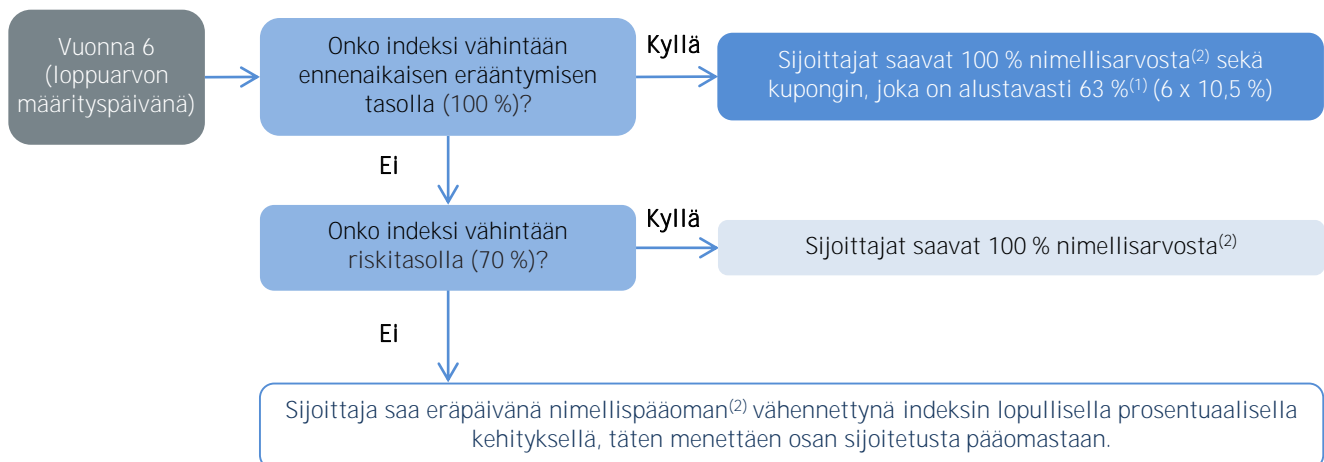 Vuonna 6
(loppuarvon
määrityspäivänä)
Onko indeksi vähintään
ennenaikaisen erääntymisen
tasolla (100 %)?
Kyllä
Sijoittajat saavat 100 % nimellisarvosta(2) sekä
kupongin, joka on alustavasti 63 %(1) (6 x 10,5 %)
Ei
Onko indeksi vähintään
riskitasolla (70 %)?
Kyllä
Sijoittajat saavat 100 % nimellisarvosta(2)
Ei
Sijoittaja saa eräpäivänä nimellispääoman(2) vähennettynä indeksin lopullisella prosentuaalisella
kehityksellä, täten menettäen osan sijoitetusta pääomastaan.